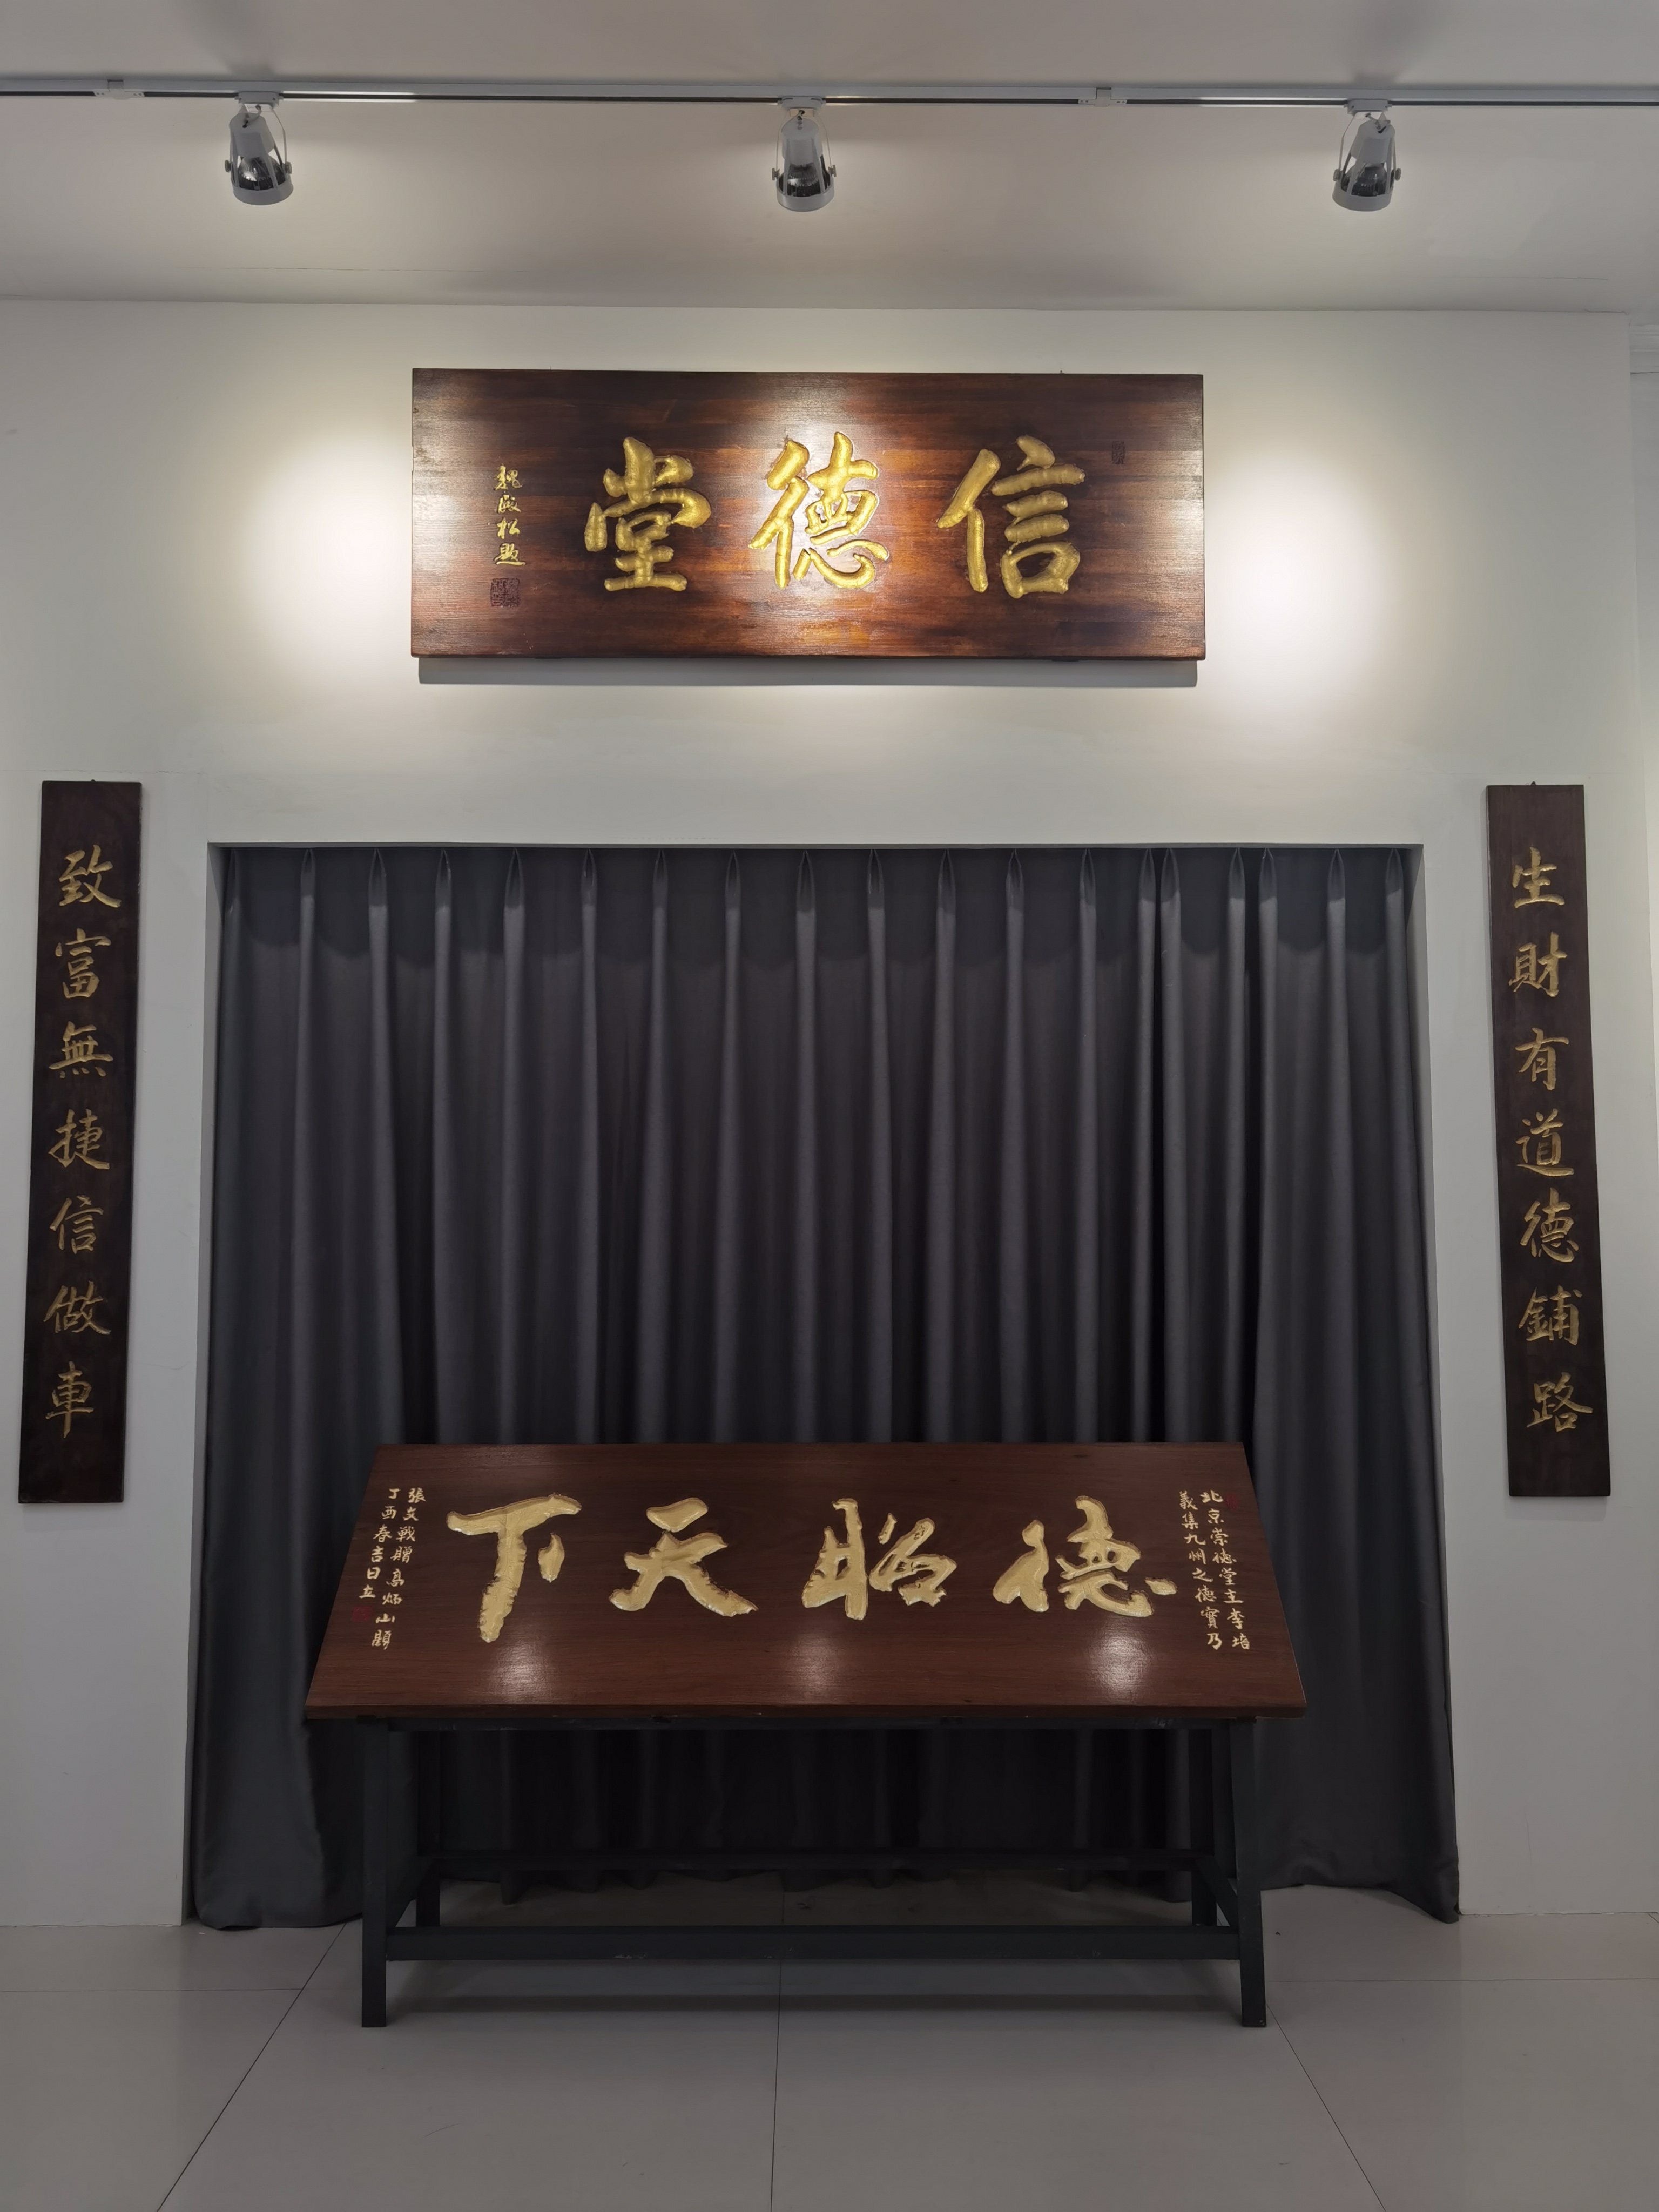 信德堂
魏啟松題
生財有道德鋪路
致富無捷信做車
北京崇德堂主李培
義集九州之德實乃
德昭天下
張文戰贈高炳山題
丁酉春吉日立